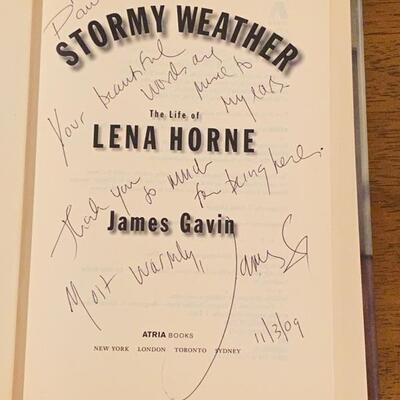 STORMY WEATHER
Your beautiful
words are
music to
my ears.
The Life of
LENA HORNE
Thank you so much for being here.
James Gavin
Most warmly,
James G
ATRIA BOOKS
NEW YORK LONDON TORONTO SYDNEY
11/3/09